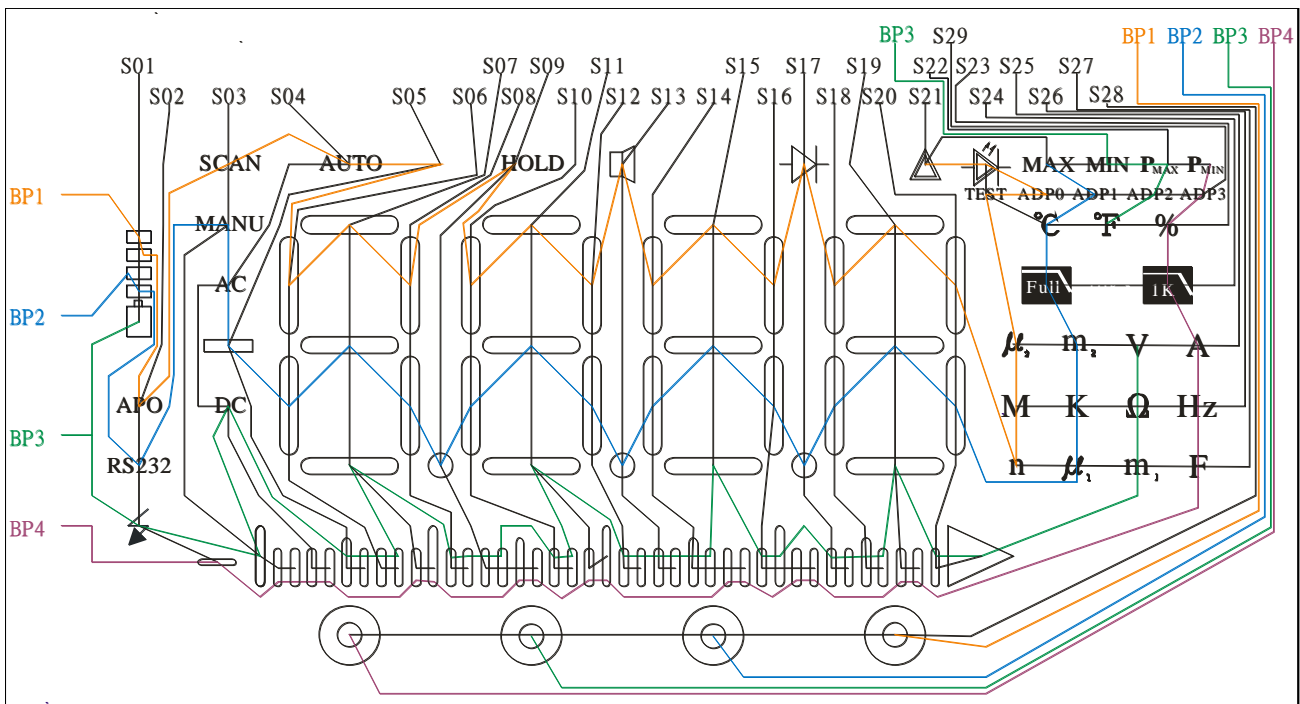 BP3 S29 BP1 BP2 BP3 BP4
S01 S07 S09 S11 S15 S17 S19 S22 S23 S25 S27
S02 S03 S04 S05 S06 S08 S10 S12 S13 S14 S16 S18 S20 S21 S24 S26 S28
SCAN AUTO HOLD MAX MIN PMAX PMIN
BP1 TEST ADP0 ADP1 ADP2 ADP3
MANU ℃ ℉ %
AC Full 1K
BP2
μ2 m2 V A
APO DC M K Ω Hz
BP3
RS232 n μ1 m1 F
BP4